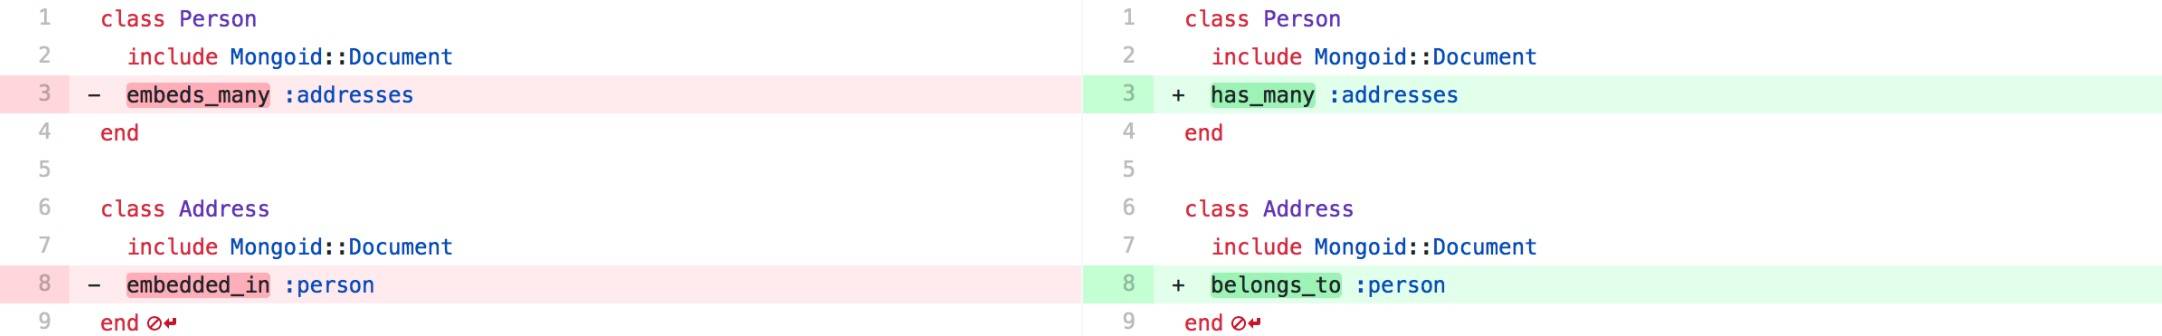 1 class Person
2 include Mongoid::Document
3 - embeds_many :addresses
4 end
5
6 class Address
7 include Mongoid::Document
8 - embedded_in :person
9 end
1 class Person
2 include Mongoid::Document
3 + has_many :addresses
4 end
5
6 class Address
7 include Mongoid::Document
8 + belongs_to :person
9 end